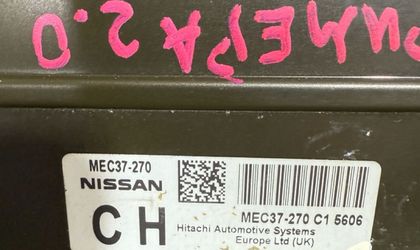 ПРИМЕРА 2.0
MEC37-270
NISSAN
CH
MEC37-270 C1 5606
Hitachi Automotive Systems
Europe Ltd (UK)